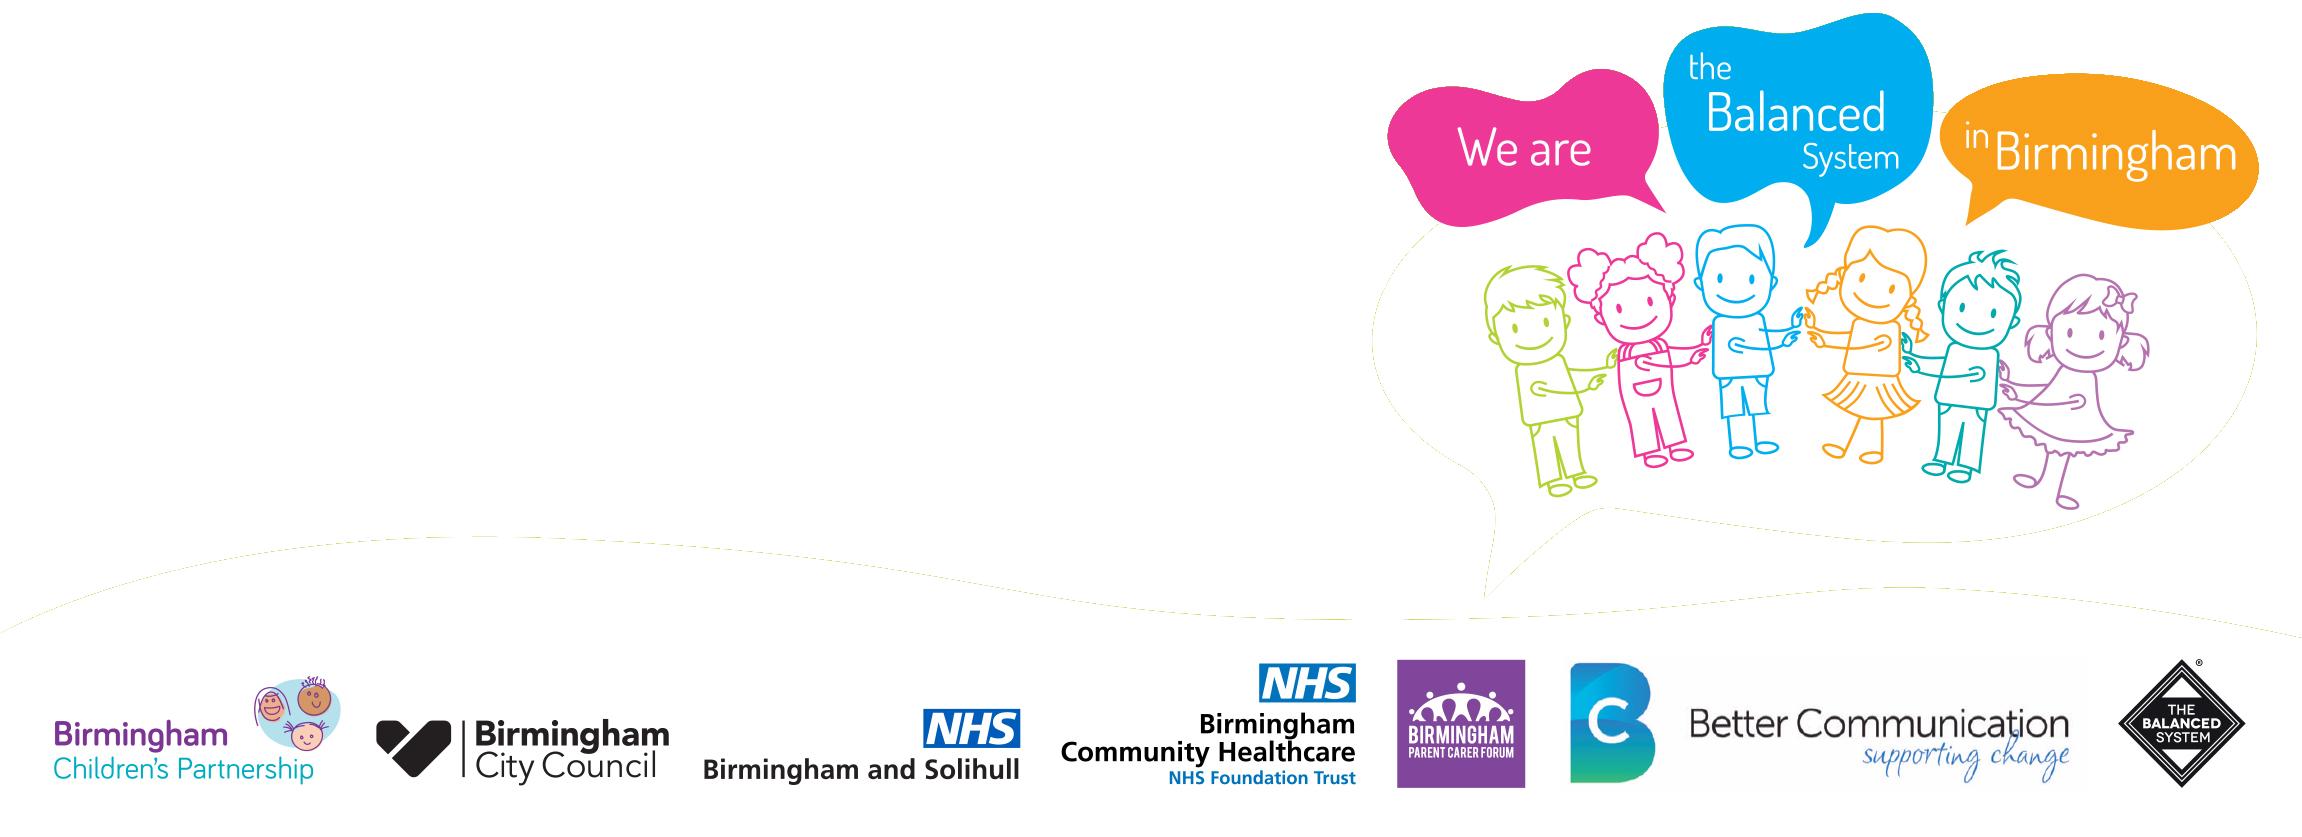 We are
the
Balanced
System
in Birmingham
Birmingham
Children's Partnership
Birmingham
City Council
NHS
Birmingham and Solihull
NHS
Birmingham
Community Healthcare
NHS Foundation Trust
BIRMINGHAM
PARENT CARER FORUM
BC
Better Communication
supporting change
®
THE
BALANCED
SYSTEM